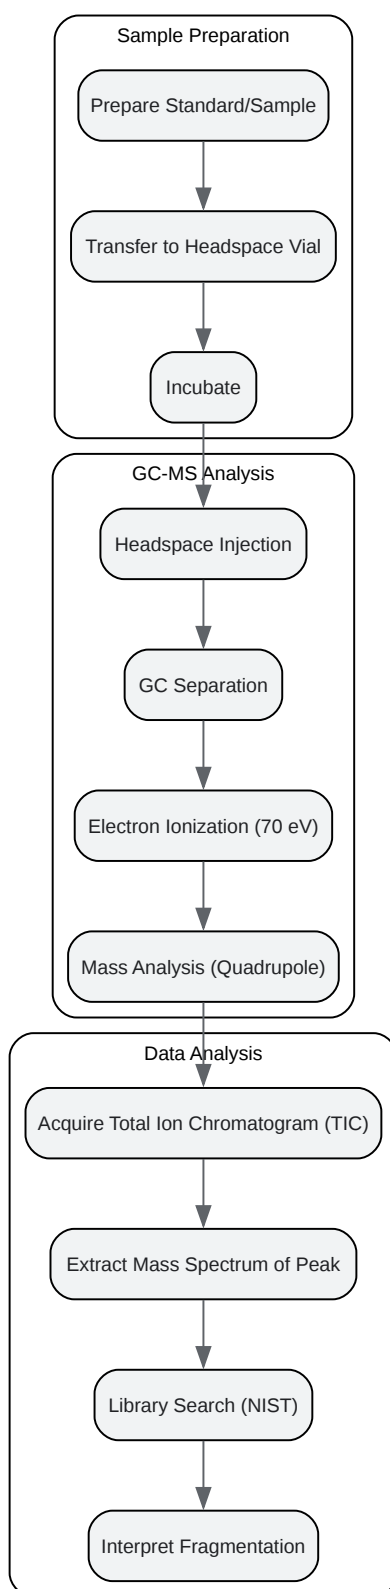 Sample Preparation
Prepare Standard/Sample
Transfer to Headspace Vial
Incubate
GC-MS Analysis
Headspace Injection
GC Separation
Electron Ionization (70 eV)
Mass Analysis (Quadrupole)
Data Analysis
Acquire Total Ion Chromatogram (TIC)
Extract Mass Spectrum of Peak
Library Search (NIST)
Interpret Fragmentation